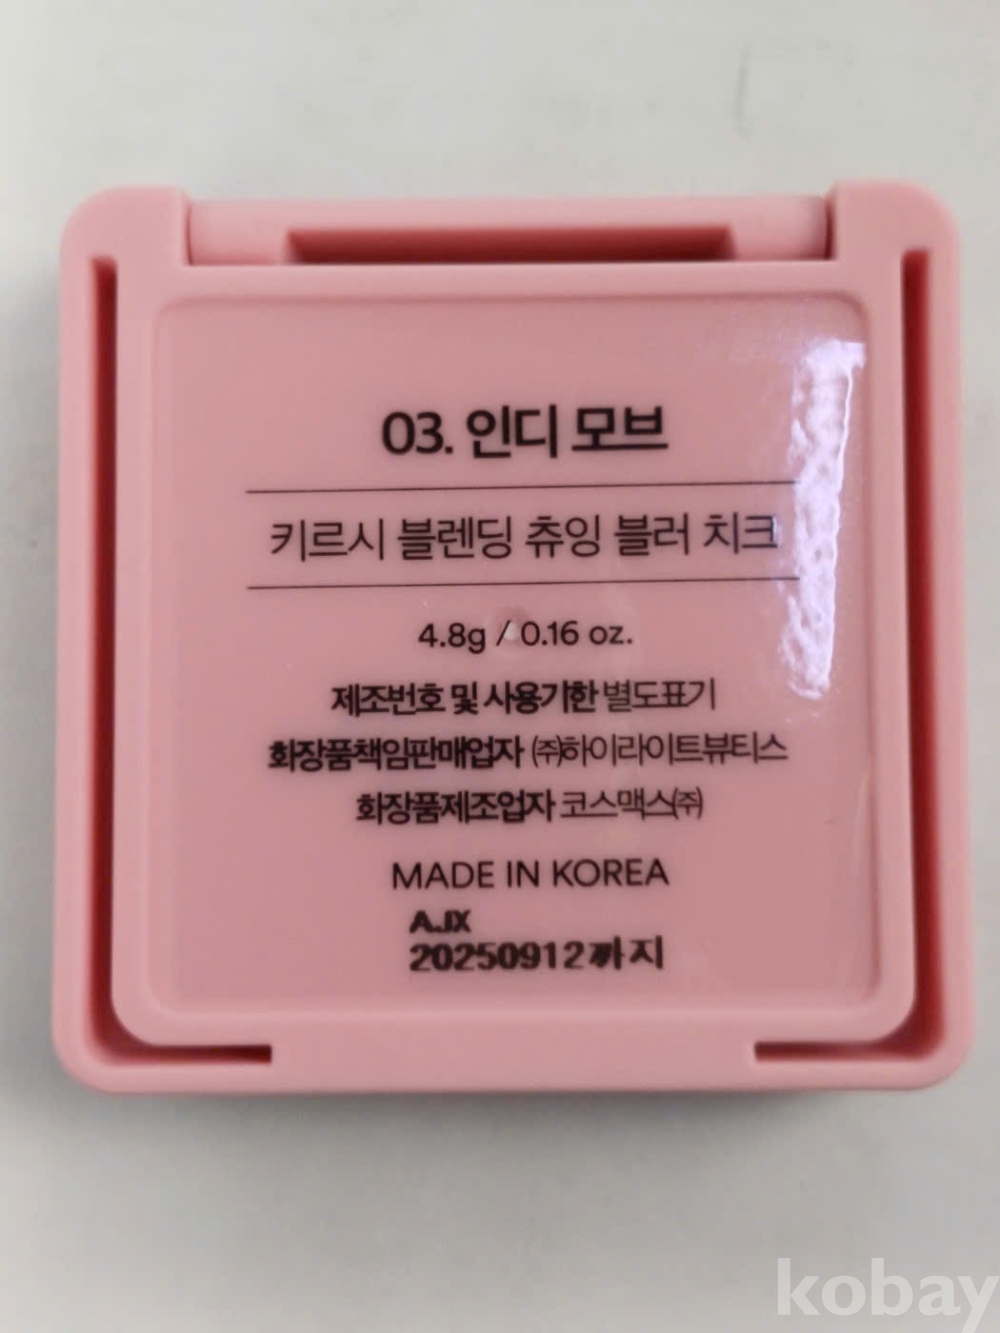 03. 인디 모브
키르시 블렌딩 츄잉 블러 치크
4.8g / 0.16 oz.
제조번호 및 사용기한 별도표기
화장품책임판매업자 ㈜하이라이트뷰티스
화장품제조업자 코스맥스㈜
MADE IN KOREA
AJX
20250912까지
kobay